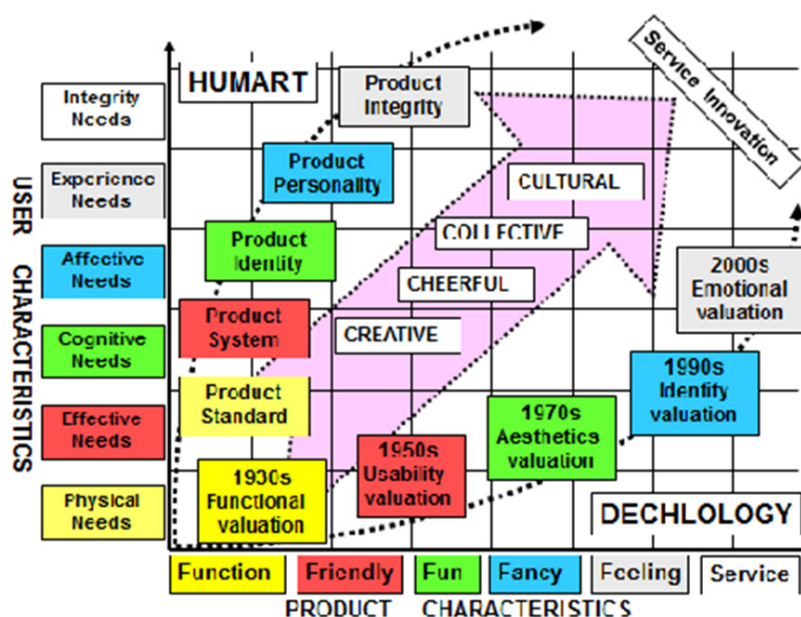 HUMART
Product
Integrity
Service Innovation
Integrity
Needs
Product
Personality
Experience
Needs
CULTURAL
Product
Identity
COLLECTIVE
Affective
Needs
CHEERFUL
2000s
Emotional
valuation
Product
System
CREATIVE
Cognitive
Needs
Product
Standard
1990s
Identity
valuation
Effective
Needs
1970s
Aesthetics
valuation
1950s
Usability
valuation
1930s
Functional
valuation
Physical
Needs
DECHLOLOGY
USER CHARACTERISTICS
Function
Friendly
Fun
Fancy
Feeling
Service
PRODUCT CHARACTERISTICS